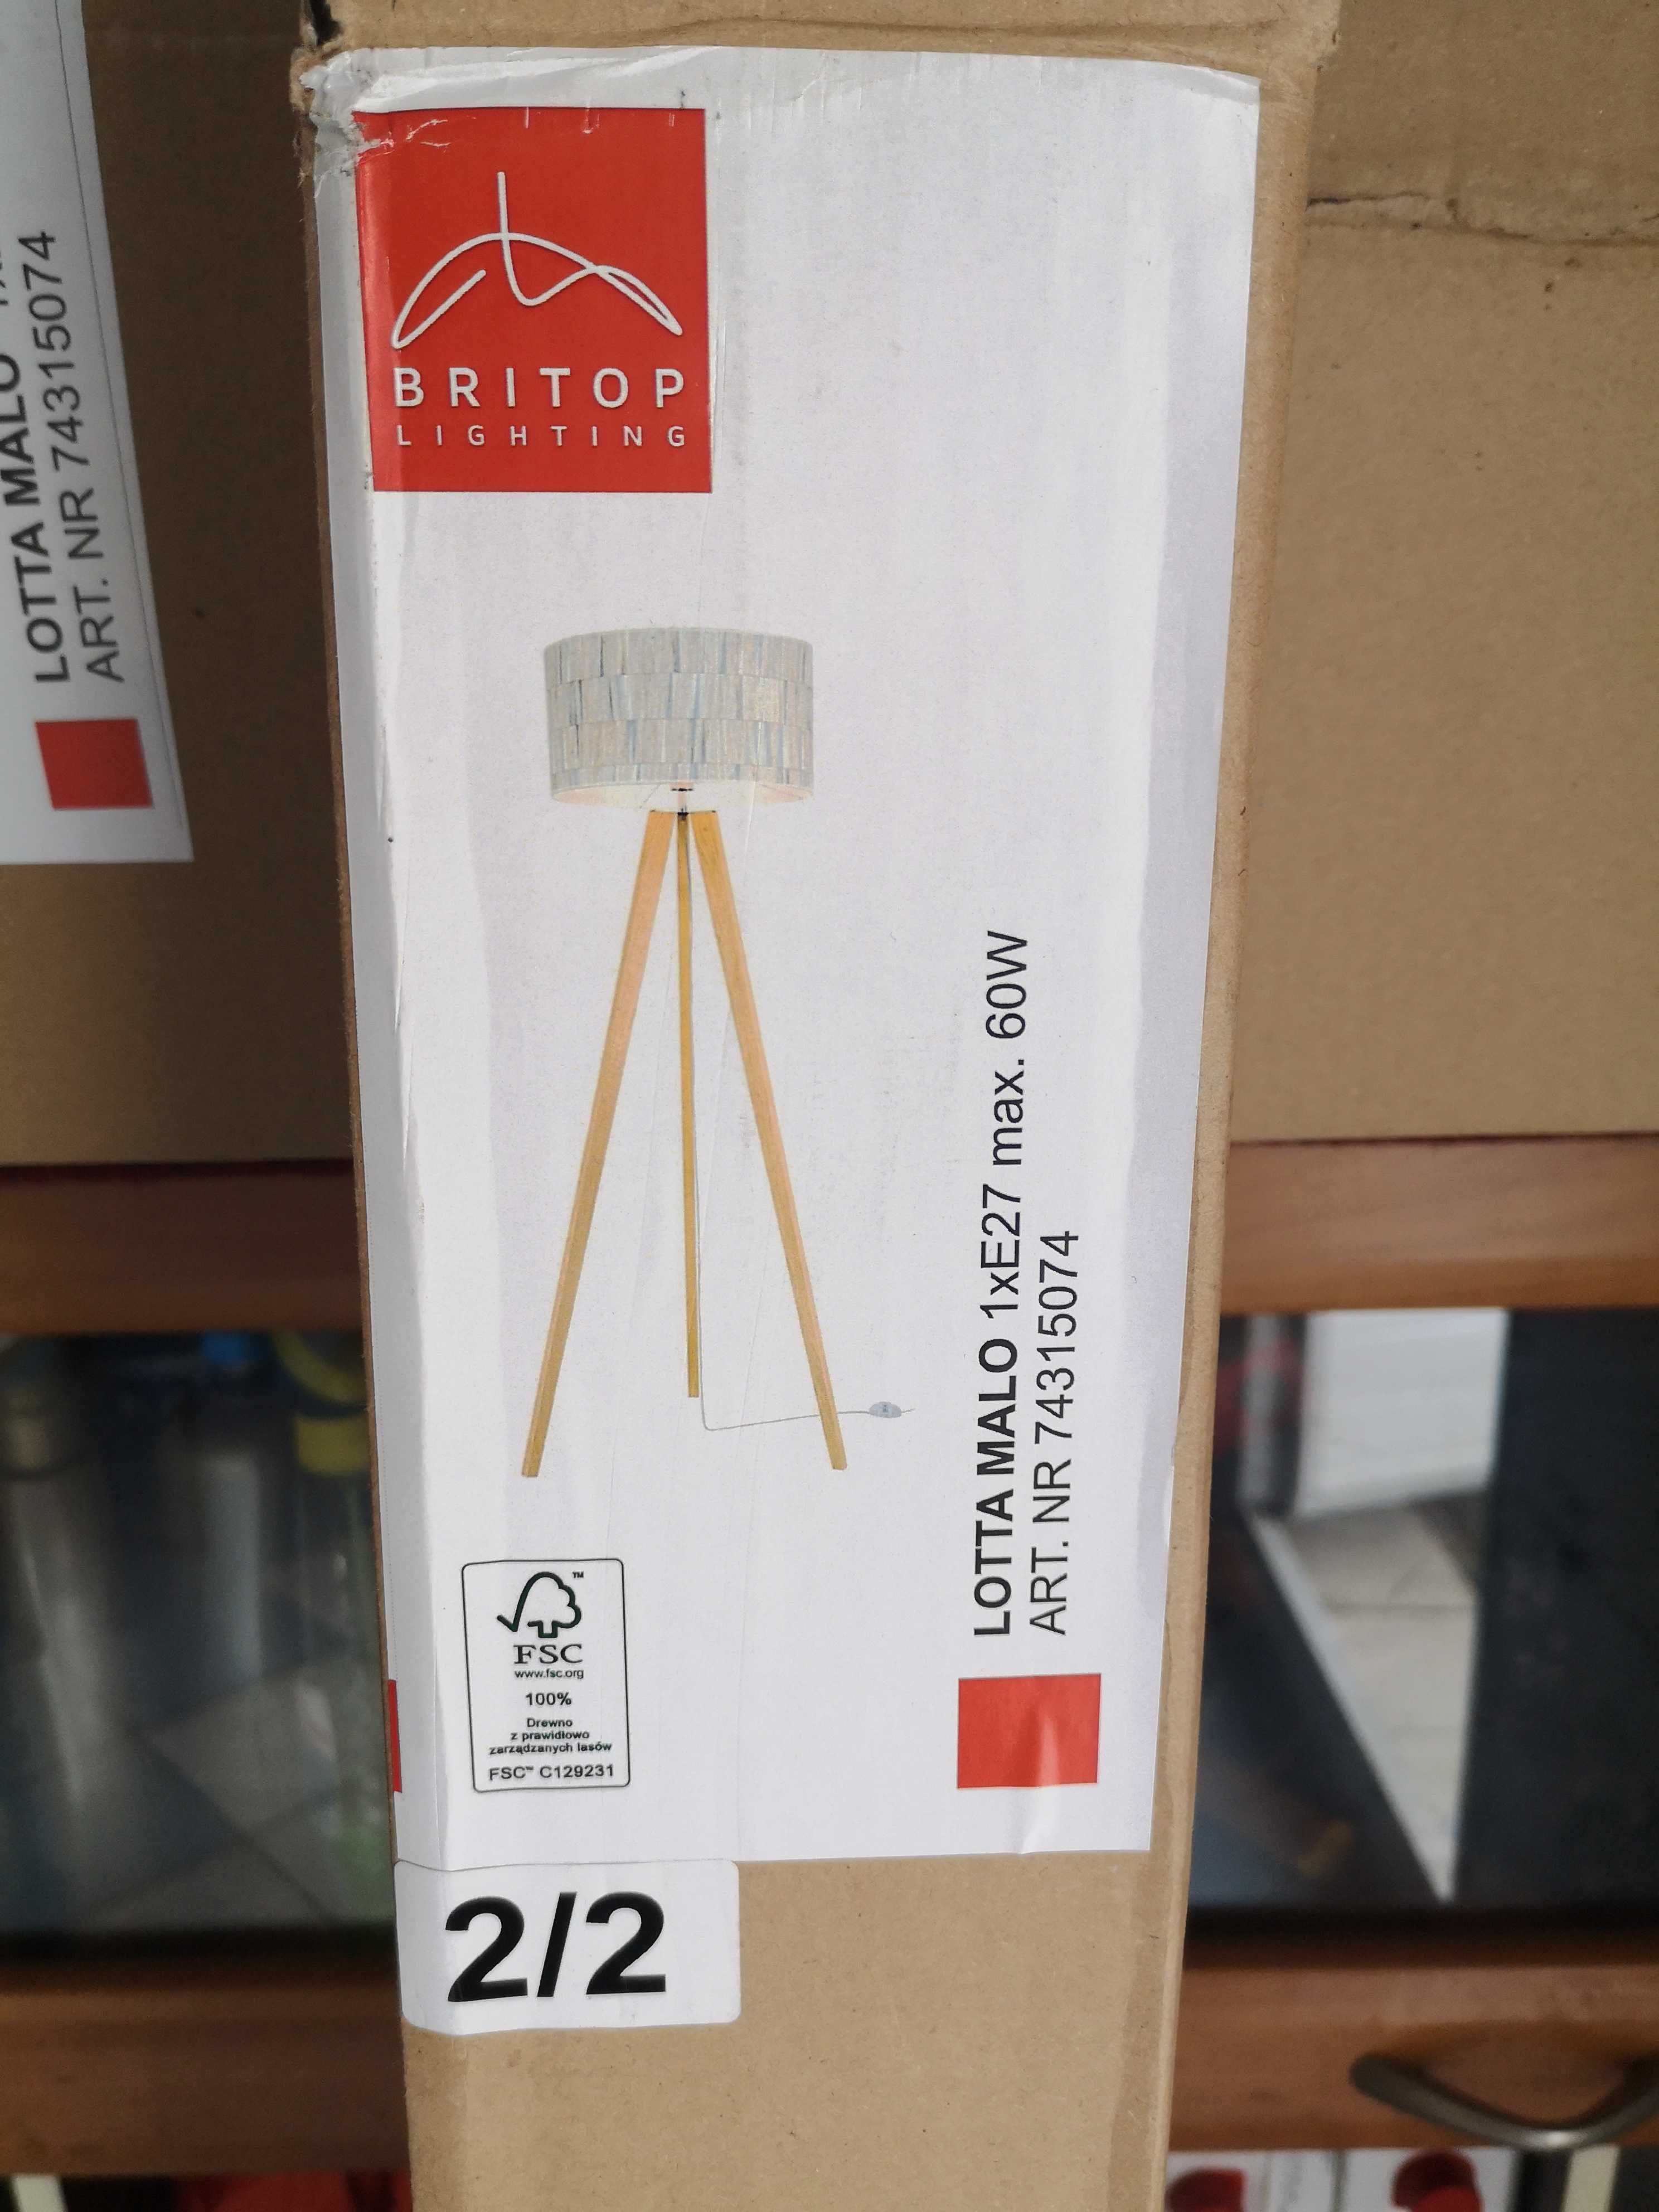 LOTTA MALO
ART. NR 74315074
BRITOP
LIGHTING
LOTTA MALO 1xE27 max. 60W
ART. NR 74315074
™
FSC
www.fsc.org
100%
Drewno
z prawidłowo
zarządzanych lasów
FSC™ C129231
2/2